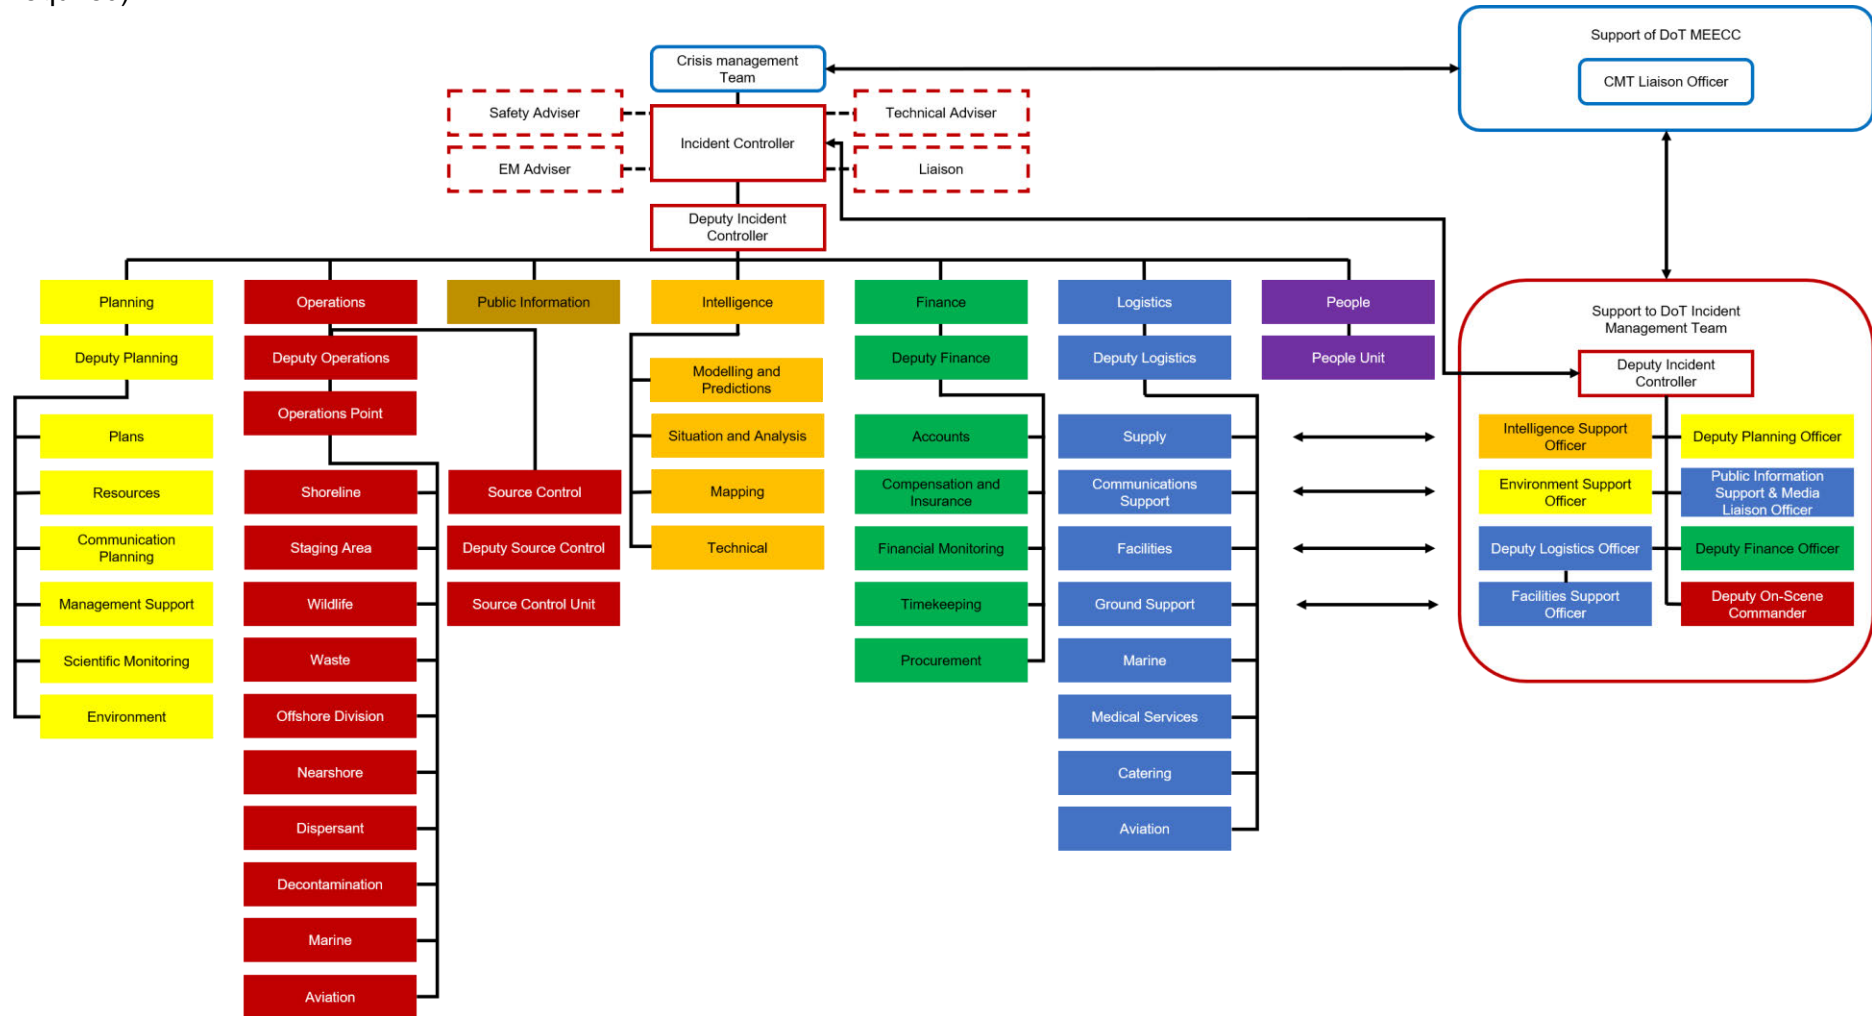 Support of DoT MEECC
Crisis management
Team
CMT Liaison Officer
Safety Adviser
Technical Adviser
Incident Controller
EM Adviser
Liaison
Deputy Incident
Controller
Planning
Operations
Public Information
Intelligence
Finance
Logistics
People
Support to DoT Incident
Management Team
Deputy Planning
Deputy Operations
Deputy Finance
Deputy Logistics
People Unit
Deputy Incident
Controller
Modelling and
Predictions
Operations Point
Plans
Situation and Analysis
Accounts
Supply
Intelligence Support
Officer
Deputy Planning Officer
Resources
Shoreline
Source Control
Mapping
Compensation and
Insurance
Communications
Support
Environment Support
Officer
Public Information
Support & Media
Liaison Officer
Communication
Planning
Staging Area
Deputy Source Control
Technical
Financial Monitoring
Facilities
Deputy Logistics Officer
Deputy Finance Officer
Management Support
Wildlife
Source Control Unit
Timekeeping
Ground Support
Facilities Support
Officer
Deputy On-Scene
Commander
Scientific Monitoring
Waste
Procurement
Marine
Environment
Offshore Division
Medical Services
Nearshore
Catering
Dispersant
Aviation
Decontamination
Marine
Aviation